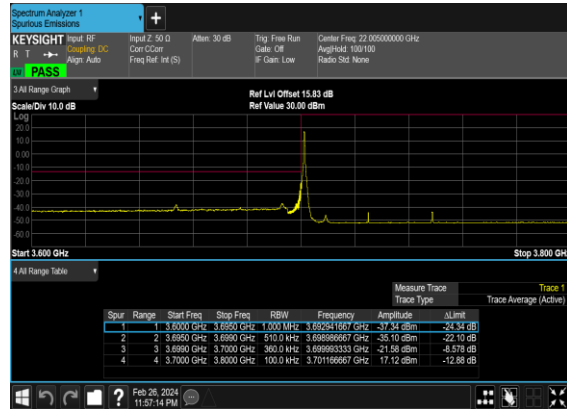 Spectrum Analyzer 1
Spurious Emissions
KEYSIGHT Input: RF Input Z: 50 Ω Atten: 30 dB Trig: Free Run Center Freq: 22.005000000 GHz
R T Coupling: DC Corr CCorr Gate: Off Avg|Hold: 100/100
Align: Auto Freq Ref: Int (S) IF Gain: Low Radio Std: None
PASS
3 All Range Graph
Ref Lvl Offset 15.83 dB
Scale/Div 10.0 dB Ref Value 30.00 dBm
Log
20.0
10.0
0.00
-10.0
-20.0
-30.0
-40.0
-50.0
-60.0
Start 3.600 GHz Stop 3.800 GH
4 All Range Table
Measure Trace Trace 1
Trace Type Trace Average (Active)
Spur Range Start Freq Stop Freq RBW Frequency Amplitude ΔLimit
1 1 3.6000 GHz 3.6950 GHz 1.000 MHz 3.692941667 GHz -37.34 dBm -24.34 dB
2 2 3.6950 GHz 3.6990 GHz 510.0 kHz 3.698986667 GHz -35.10 dBm -22.10 dB
3 3 3.6990 GHz 3.7000 GHz 360.0 kHz 3.699993333 GHz -21.58 dBm -8.578 dB
4 4 3.7000 GHz 3.8000 GHz 100.0 kHz 3.701166667 GHz 17.12 dBm -12.88 dB
? Feb 26, 2024
11:57:14 PM